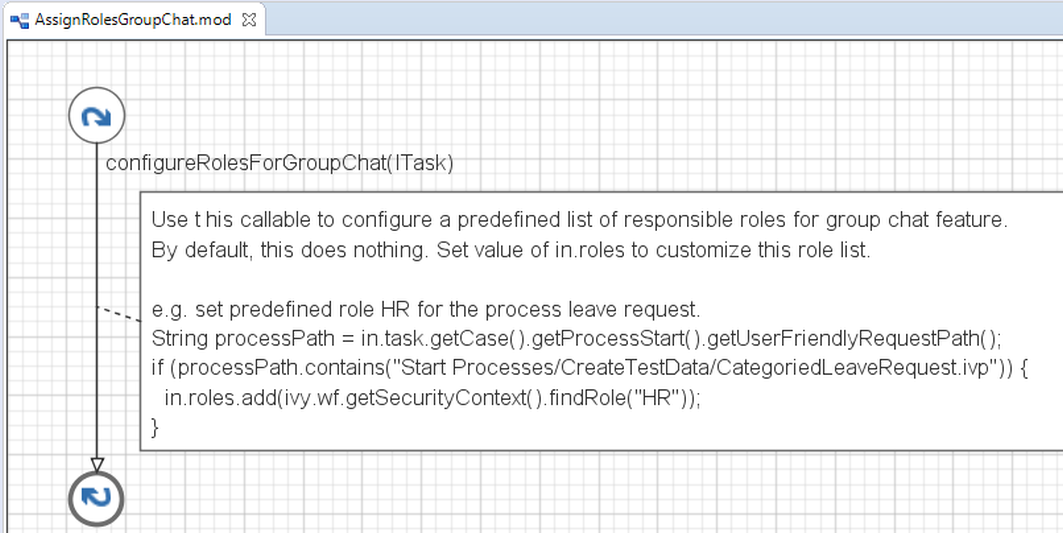 AssignRolesGroupChat.mod
configureRolesForGroupChat(ITask)
Use this callable to configure a predefined list of responsible roles for group chat feature.
By default, this does nothing. Set value of in.roles to customize this role list.
e.g. set predefined role HR for the process leave request.
String processPath = in.task.getCase().getProcessStart().getUserFriendlyRequestPath();
if (processPath.contains("Start Processes/CreateTestData/CategoriedLeaveRequest.ivp")) {
in.roles.add(ivy.wf.getSecurityContext().findRole("HR"));
}